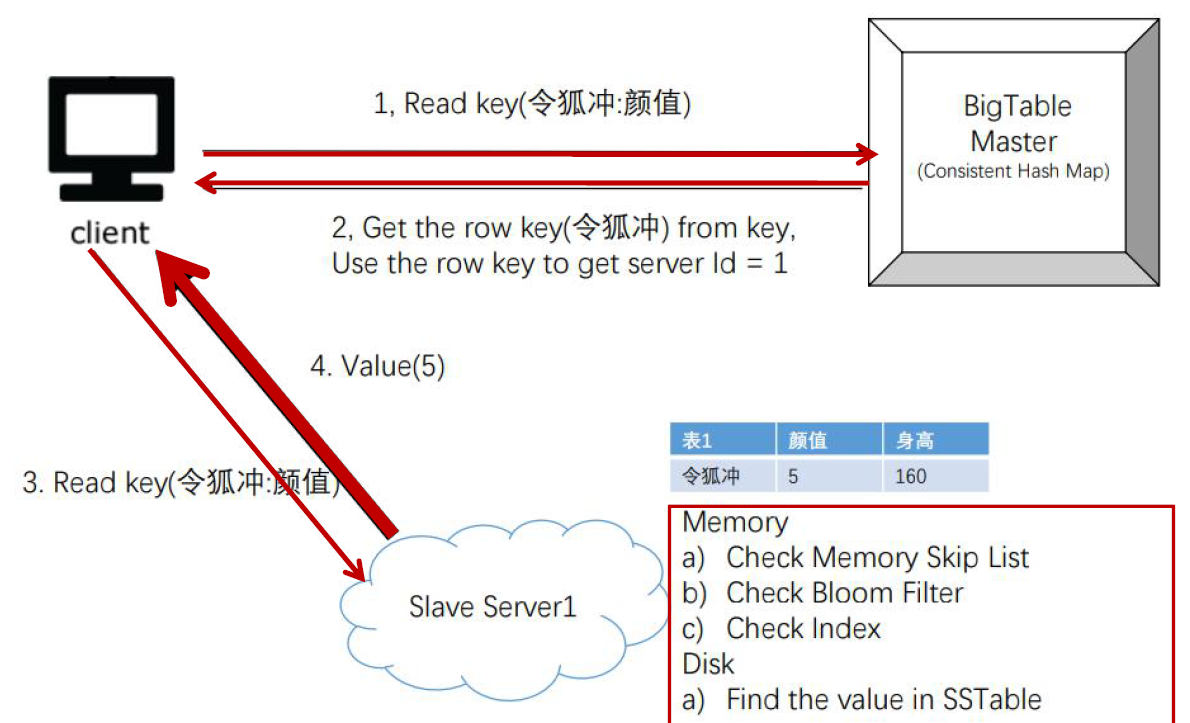 1, Read key(令狐冲:颜值)
BigTable
Master
(Consistent Hash Map)
client
2, Get the row key(令狐冲) from key,
Use the row key to get server Id = 1
4. Value(5)
3. Read key(令狐冲:颜值)
表1 颜值 身高
令狐冲 5 160
Slave Server1
Memory
a) Check Memory Skip List
b) Check Bloom Filter
c) Check Index
Disk
a) Find the value in SSTable